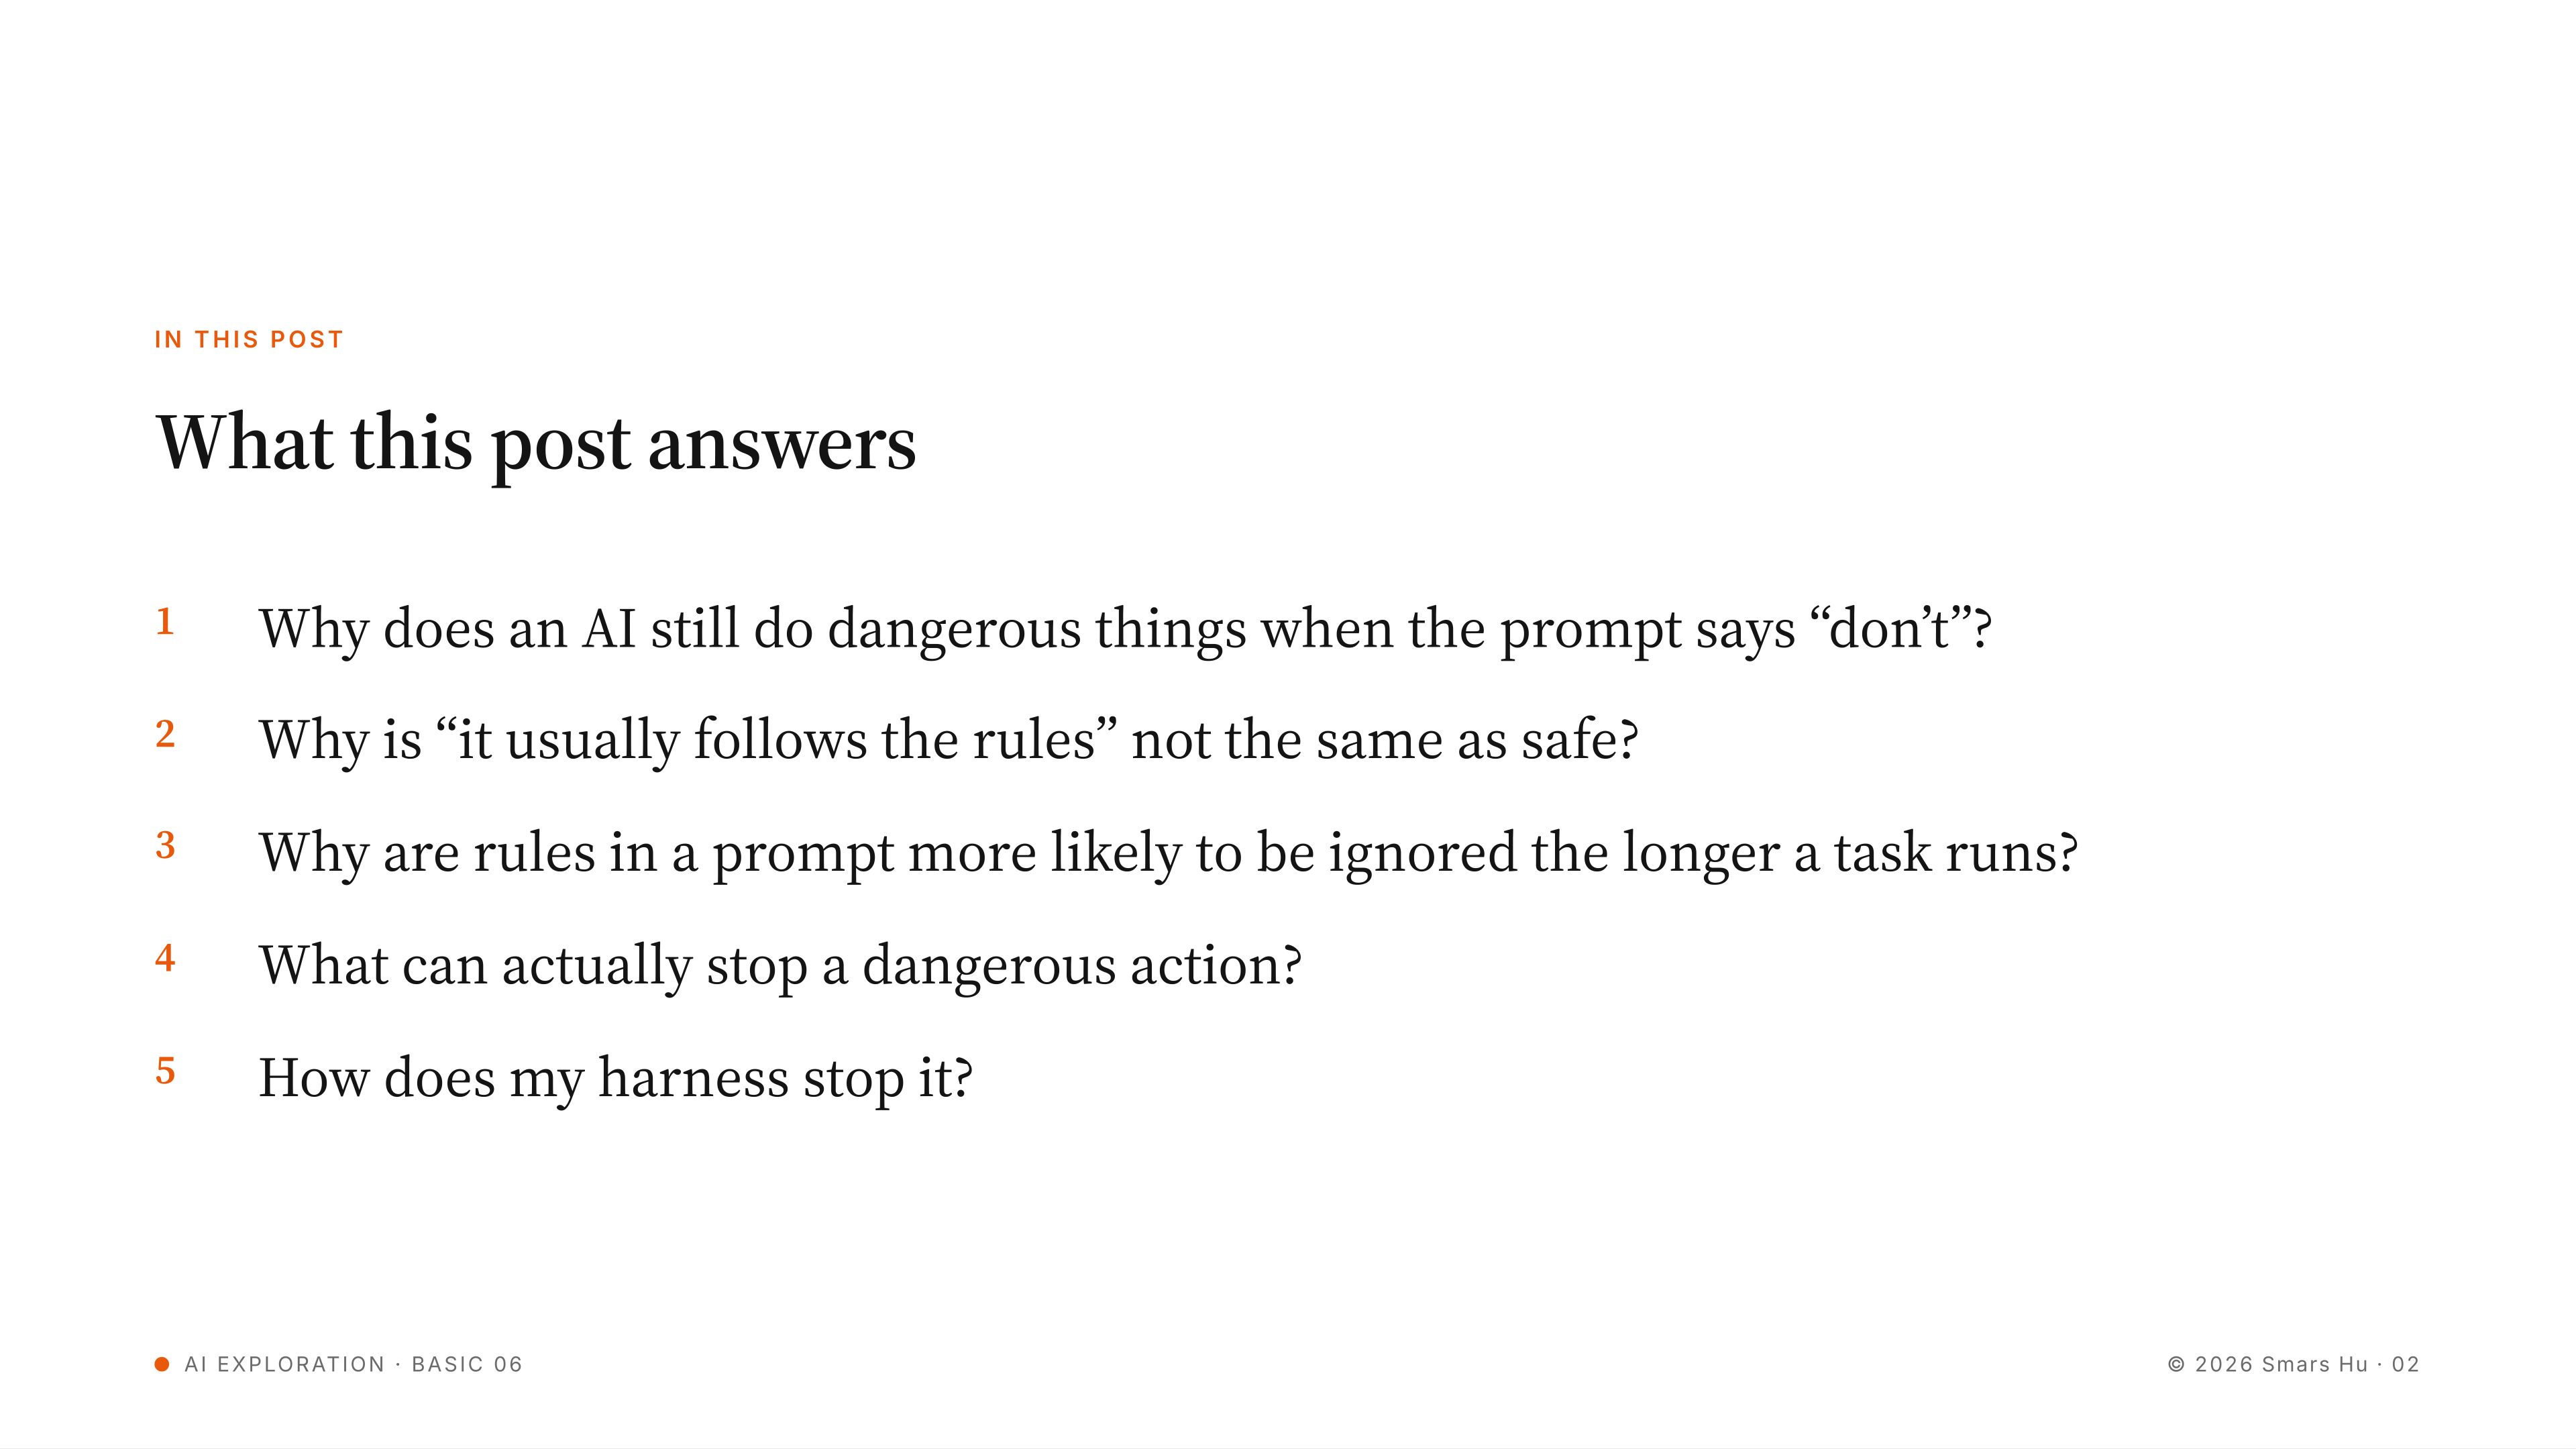 IN THIS POST
What this post answers
1 Why does an AI still do dangerous things when the prompt says “don’t”?
2 Why is “it usually follows the rules” not the same as safe?
3 Why are rules in a prompt more likely to be ignored the longer a task runs?
4 What can actually stop a dangerous action?
5 How does my harness stop it?
AI EXPLORATION · BASIC 06
© 2026 Smars Hu · 02